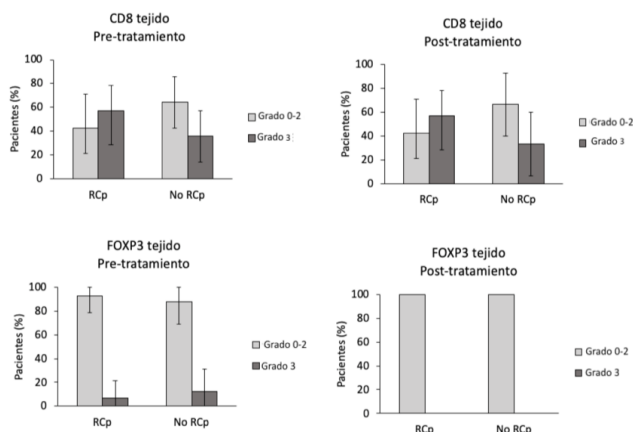 CD8 tejido
Pre-tratamiento
100
80
60
40
20
0
Pacientes (%)
RCp
No RCp
Grado 0-2
Grado 3
CD8 tejido
Post-tratamiento
100
80
60
40
20
0
Pacientes (%)
RCp
No RCp
Grado 0-2
Grado 3
FOXP3 tejido
Pre-tratamiento
100
80
60
40
20
0
Pacientes (%)
RCp
No RCp
Grado 0-2
Grado 3
FOXP3 tejido
Post-tratamiento
100
80
60
40
20
0
Pacientes (%)
RCp
No RCp
Grado 0-2
Grado 3